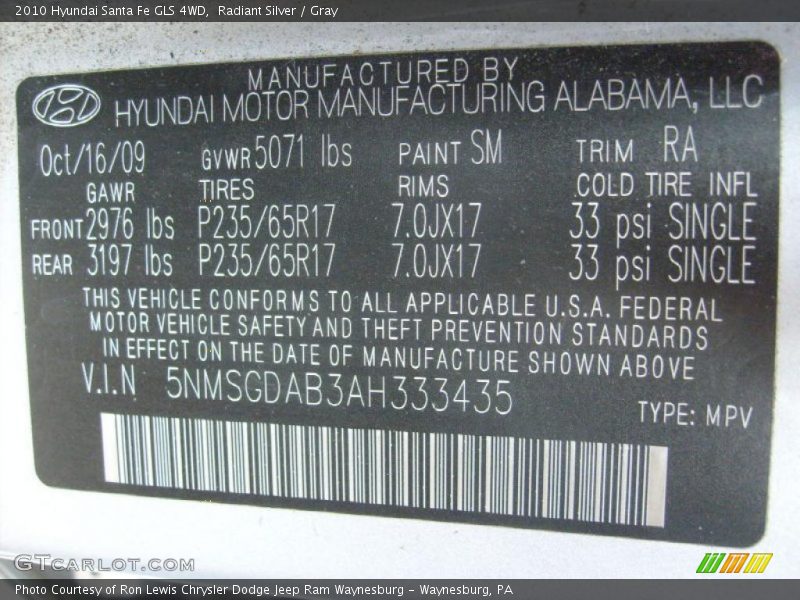 2010 Hyundai Santa Fe GLS 4WD,  Radiant Silver / Gray
MANUFACTURED BY
HYUNDAI MOTOR MANUFACTURING ALABAMA, LLC
Oct/16/09 GVWR 5071 lbs PAINT SM TRIM RA
GAWR TIRES RIMS COLD TIRE INFL
FRONT 2976 lbs P235/65R17 7.0JX17 33 psi SINGLE
REAR 3197 lbs P235/65R17 7.0JX17 33 psi SINGLE
THIS VEHICLE CONFORMS TO ALL APPLICABLE U.S.A. FEDERAL
MOTOR VEHICLE SAFETY AND THEFT PREVENTION STANDARDS
IN EFFECT ON THE DATE OF MANUFACTURE SHOWN ABOVE
V.I.N 5NMSGDAB3AH333435
TYPE: MPV
GTcarlot.com
Photo Courtesy of Ron Lewis Chrysler Dodge Jeep Ram Waynesburg - Waynesburg, PA